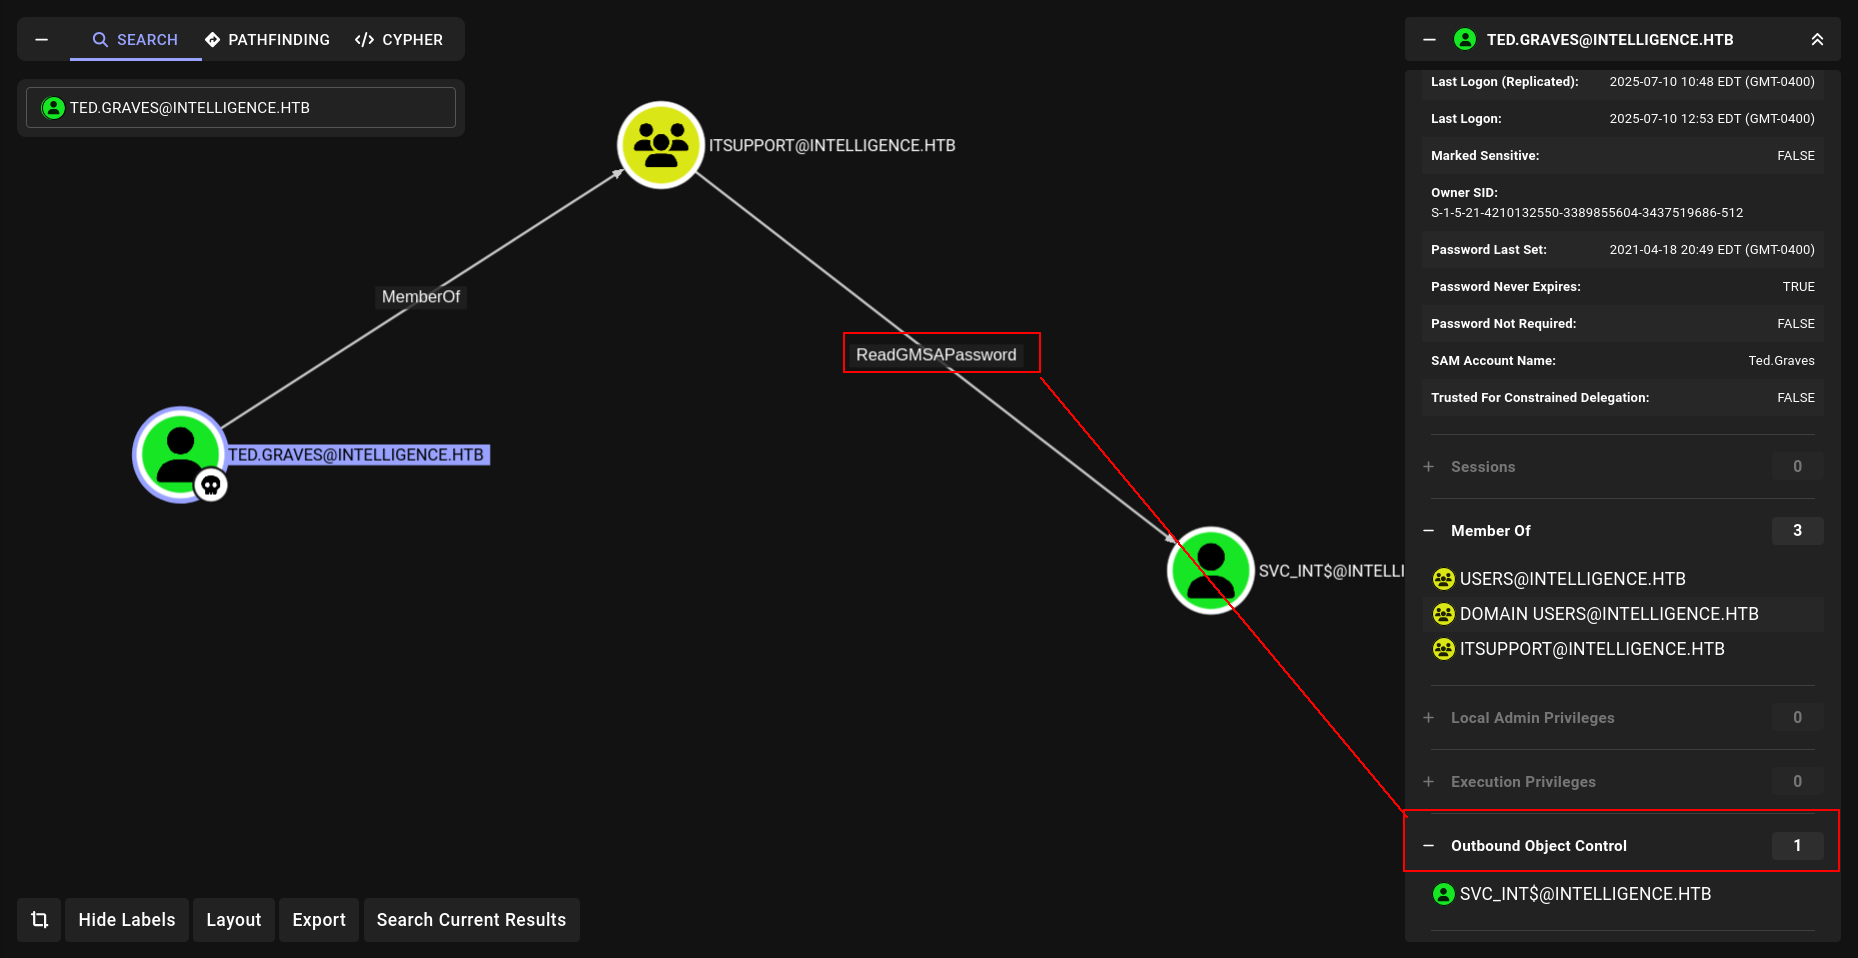 SEARCH
PATHFINDING
CYPHER
TED.GRAVES@INTELLIGENCE.HTB
ITSUPPORT@INTELLIGENCE.HTB
MemberOf
ReadGMSAPassword
TED.GRAVES@INTELLIGENCE.HTB
SVC_INT$@INTELLI
Hide Labels
Layout
Export
Search Current Results
TED.GRAVES@INTELLIGENCE.HTB
Last Logon (Replicated): 2025-07-10 10:48 EDT (GMT-0400)
Last Logon: 2025-07-10 12:53 EDT (GMT-0400)
Marked Sensitive: FALSE
Owner SID:
S-1-5-21-4210132550-3389855604-3437519686-512
Password Last Set: 2021-04-18 20:49 EDT (GMT-0400)
Password Never Expires: TRUE
Password Not Required: FALSE
SAM Account Name: Ted.Graves
Trusted For Constrained Delegation: FALSE
Sessions 0
Member Of 3
USERS@INTELLIGENCE.HTB
DOMAIN USERS@INTELLIGENCE.HTB
ITSUPPORT@INTELLIGENCE.HTB
Local Admin Privileges 0
Execution Privileges 0
Outbound Object Control 1
SVC_INT$@INTELLIGENCE.HTB